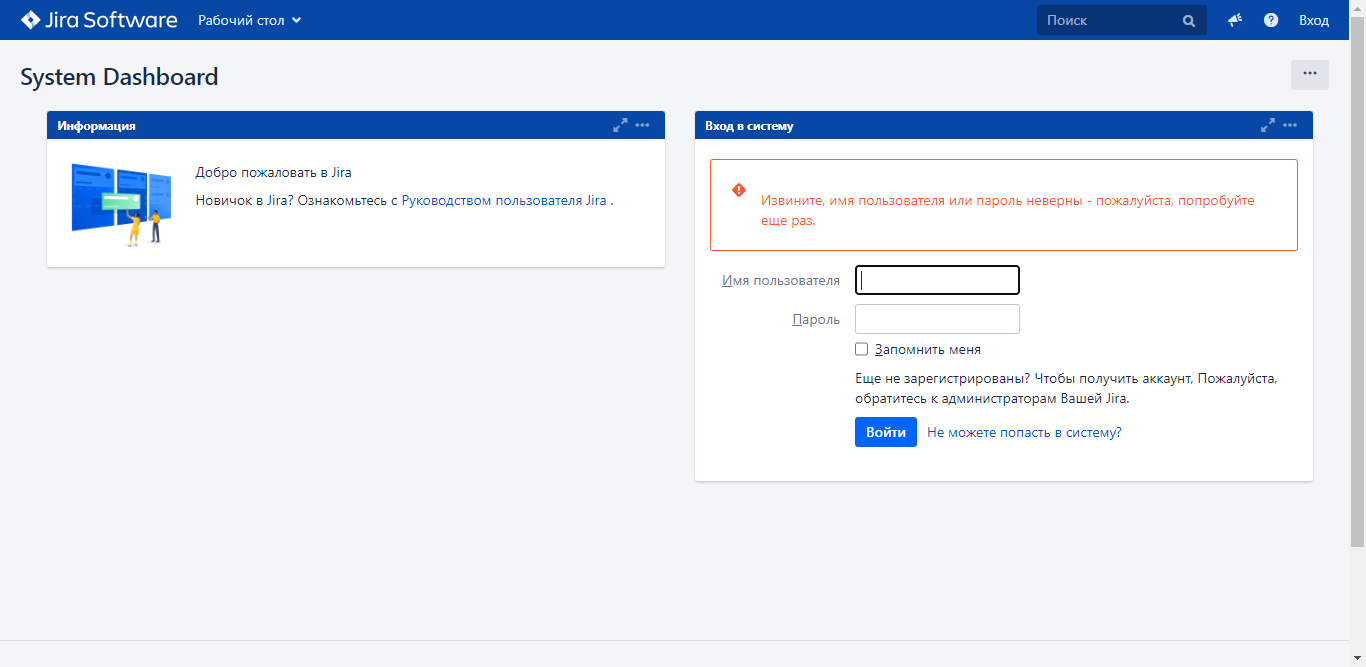 Jira Software
Рабочий стол
Поиск
Вход
System Dashboard
Информация
Добро пожаловать в Jira
Новичок в Jira? Ознакомьтесь с Руководством пользователя Jira .
Вход в систему
Извините, имя пользователя или пароль неверны - пожалуйста, попробуйте
еще раз.
Имя пользователя
Пароль
Запомнить меня
Еще не зарегистрированы? Чтобы получить аккаунт, Пожалуйста,
обратитесь к администраторам Вашей Jira.
Войти
Не можете попасть в систему?